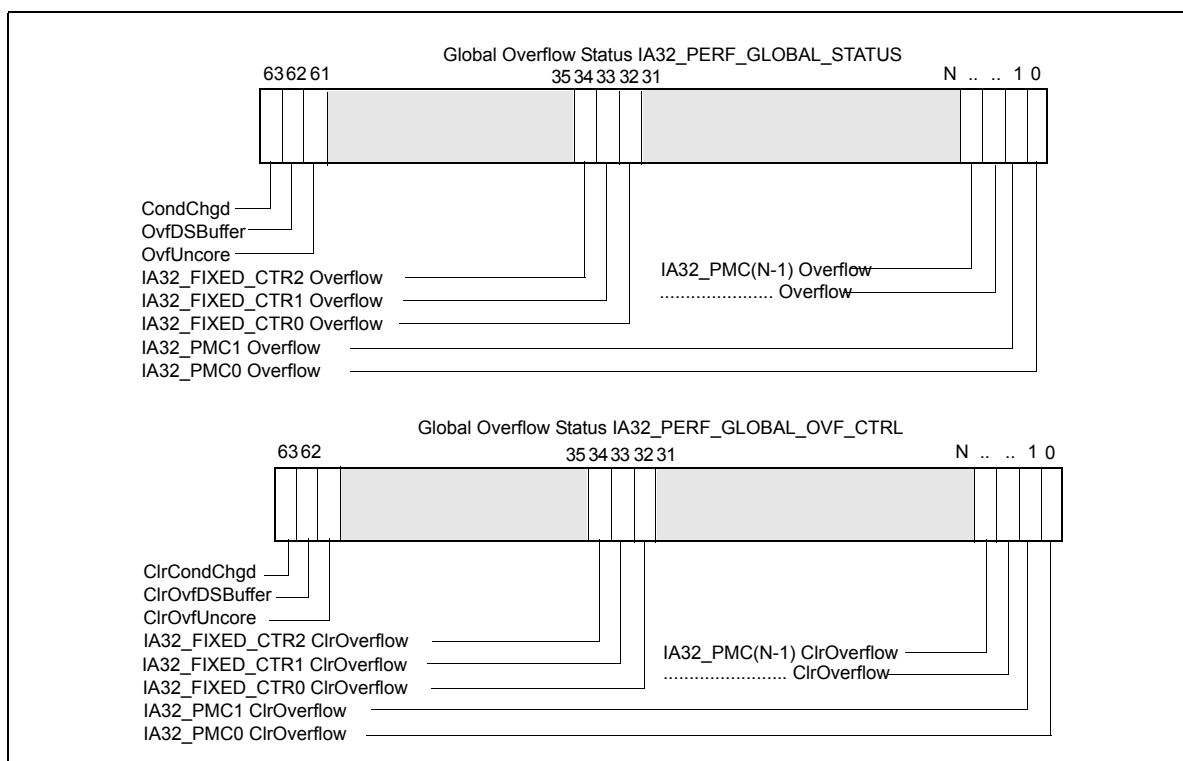 Global Overflow Status IA32_PERF_GLOBAL_STATUS
63 62 61 35 34 33 32 31 N .. .. 1 0
CondChgd
OvfDSBuffer
OvfUncore
IA32_FIXED_CTR2 Overflow
IA32_FIXED_CTR1 Overflow
IA32_FIXED_CTR0 Overflow
IA32_PMC1 Overflow
IA32_PMC0 Overflow
IA32_PMC(N-1) Overflow
....................... Overflow
Global Overflow Status IA32_PERF_GLOBAL_OVF_CTRL
63 62 35 34 33 32 31 N .. .. 1 0
ClrCondChgd
ClrOvfDSBuffer
ClrOvfUncore
IA32_FIXED_CTR2 ClrOverflow
IA32_FIXED_CTR1 ClrOverflow
IA32_FIXED_CTR0 ClrOverflow
IA32_PMC1 ClrOverflow
IA32_PMC0 ClrOverflow
IA32_PMC(N-1) ClrOverflow
....................... ClrOverflow